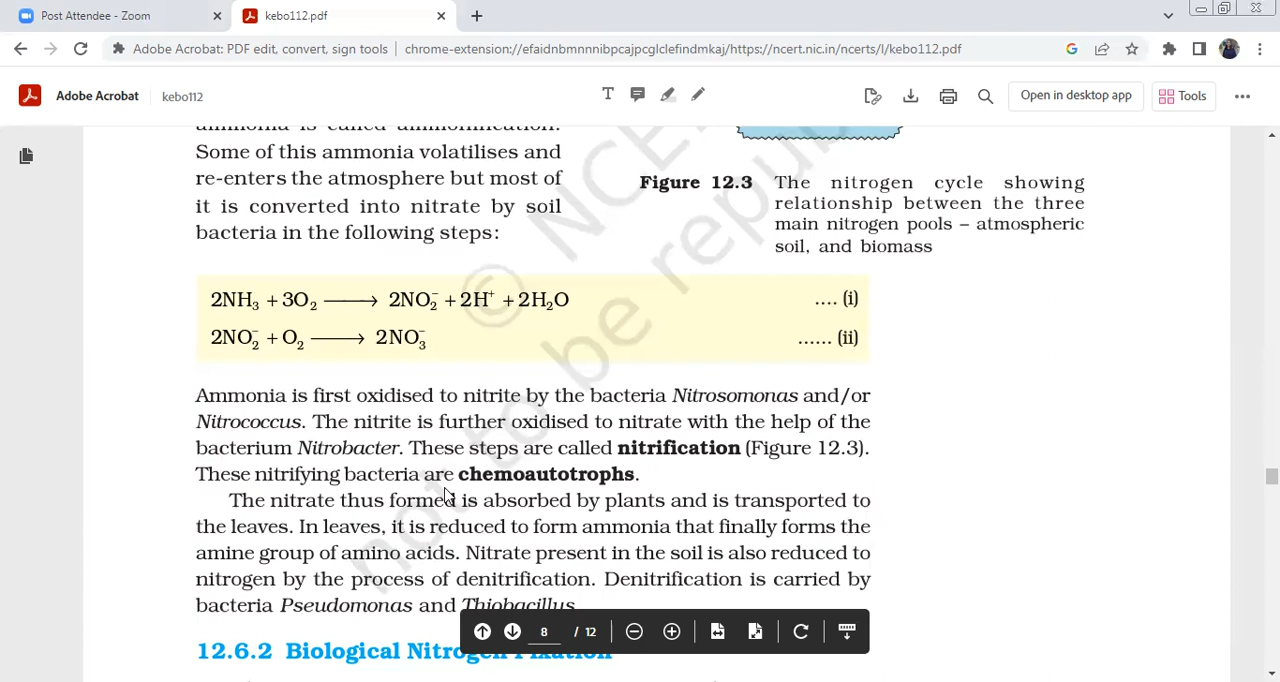 Post Attendee - Zoom
kebo112.pdf
Adobe Acrobat: PDF edit, convert, sign tools | chrome-extension://efaidnbmnnnibpcajpcglclefindmkaj/https://ncert.nic.in/ncerts/l/kebo112.pdf
Adobe Acrobat kebo112 Open in desktop app Tools
ammonia is called ammonification.
Some of this ammonia volatilises and
re-enters the atmosphere but most of
it is converted into nitrate by soil
bacteria in the following steps:
Figure 12.3 The nitrogen cycle showing
relationship between the three
main nitrogen pools – atmospheric
soil, and biomass
2NH₃ + 3O₂ ⟶ 2NO₂⁻ + 2H⁺ + 2H₂O .... (i)
2NO₂⁻ + O₂ ⟶ 2NO₃⁻ ...... (ii)
Ammonia is first oxidised to nitrite by the bacteria Nitrosomonas and/or
Nitrococcus. The nitrite is further oxidised to nitrate with the help of the
bacterium Nitrobacter. These steps are called nitrification (Figure 12.3).
These nitrifying bacteria are chemoautotrophs.
The nitrate thus formed is absorbed by plants and is transported to
the leaves. In leaves, it is reduced to form ammonia that finally forms the
amine group of amino acids. Nitrate present in the soil is also reduced to
nitrogen by the process of denitrification. Denitrification is carried by
bacteria Pseudomonas and Thiobacillus.
8 / 12
12.6.2 Biological Nitrogen Fixation
© NCE
not to be repub